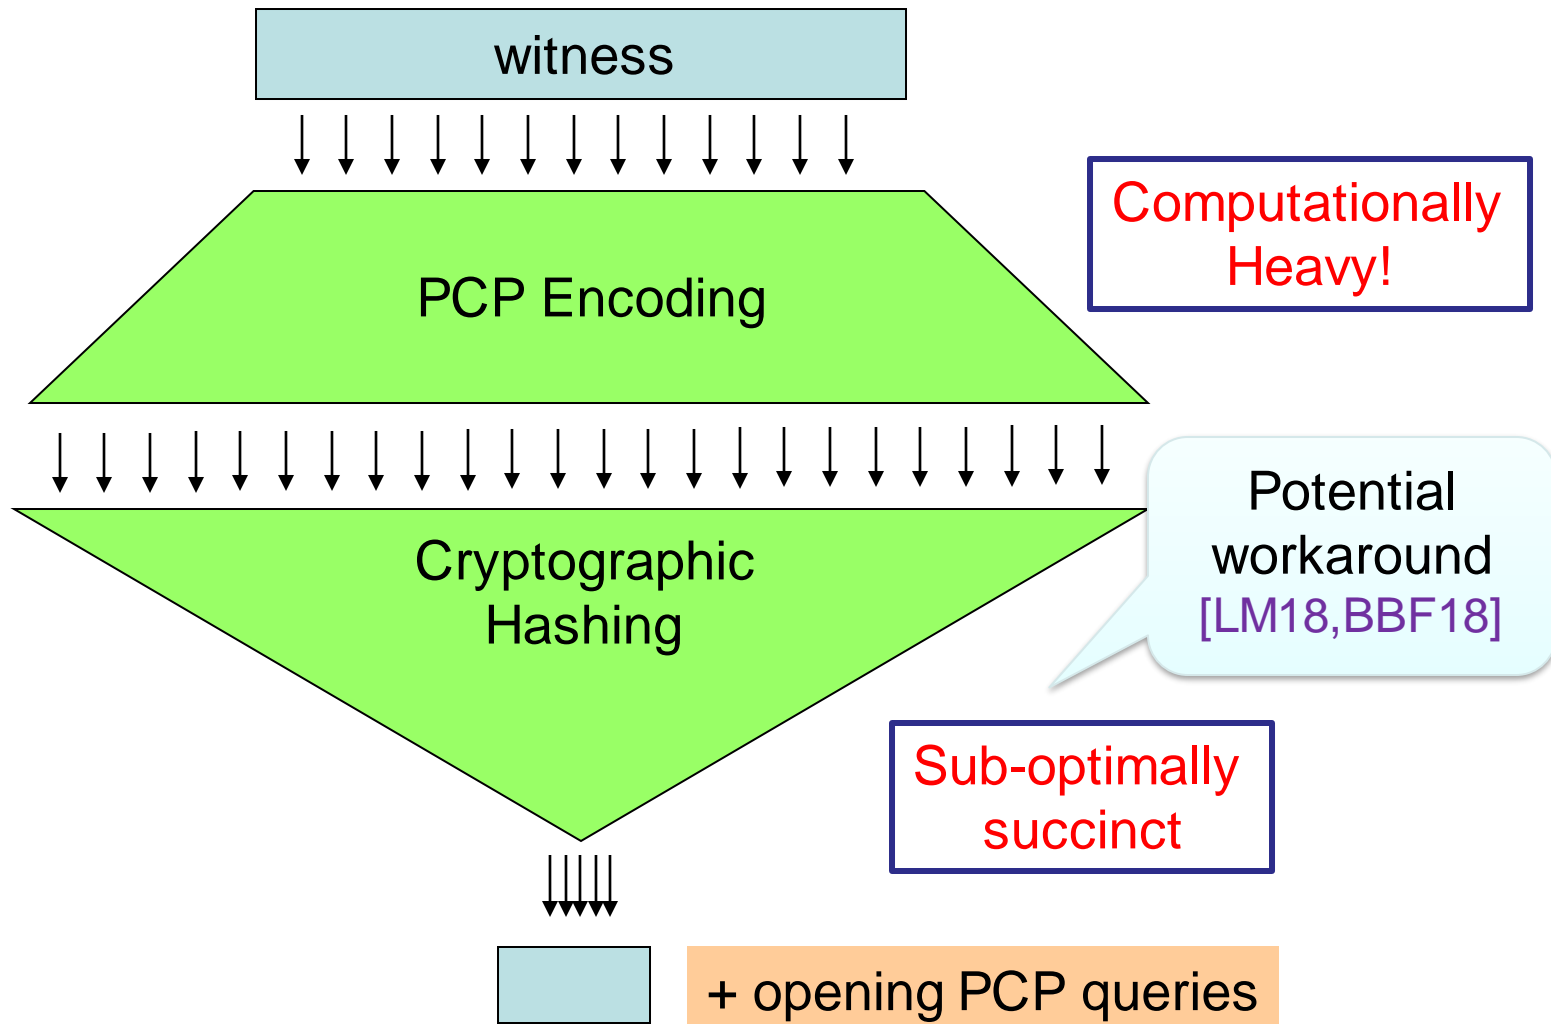 witness
Computationally
Heavy!
PCP Encoding
Potential
workaround
[LM18,BBF18]
Cryptographic
Hashing
Sub-optimally
succinct
+ opening PCP queries